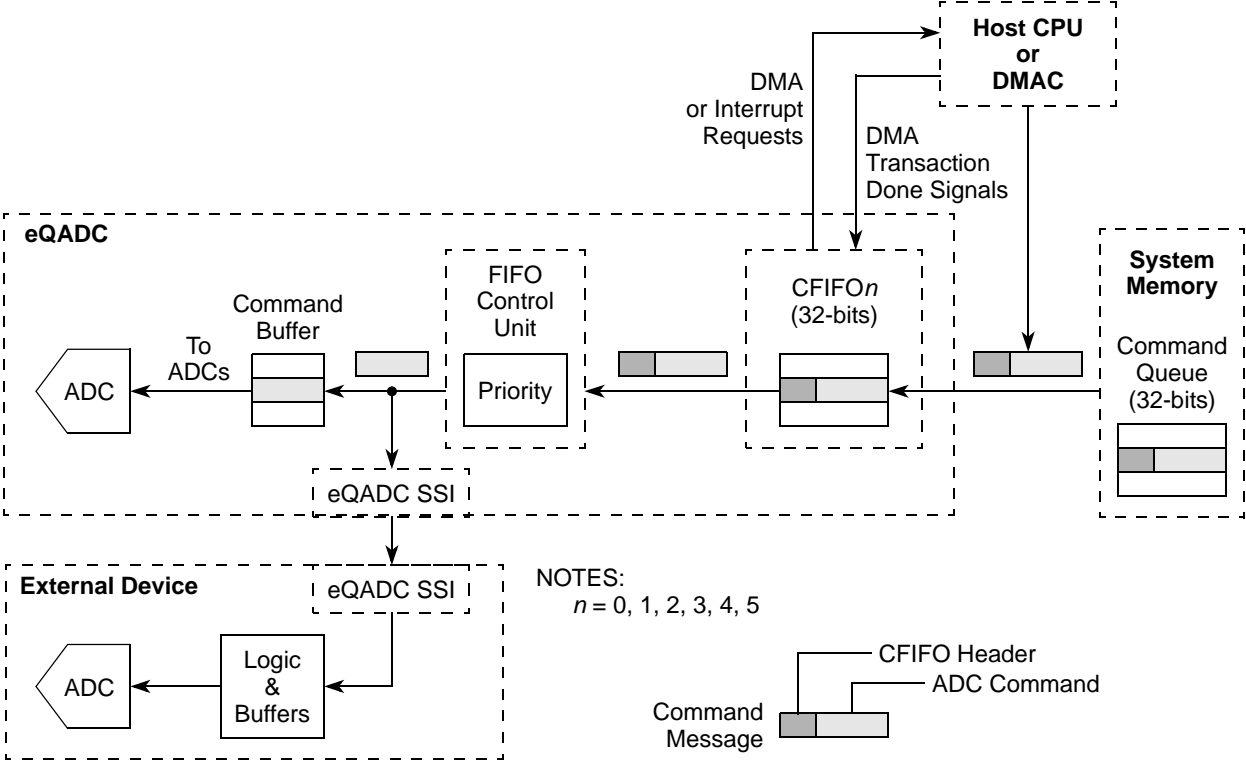 Host CPU
or
DMAC
DMA
or Interrupt
Requests
DMA
Transaction
Done Signals
eQADC
System
Memory
Command
Queue
(32-bits)
CFIFOn
(32-bits)
FIFO
Control
Unit
Priority
Command
Buffer
To
ADCs
ADC
eQADC SSI
External Device
eQADC SSI
ADC
Logic
&
Buffers
NOTES:
n = 0, 1, 2, 3, 4, 5
CFIFO Header
ADC Command
Command
Message